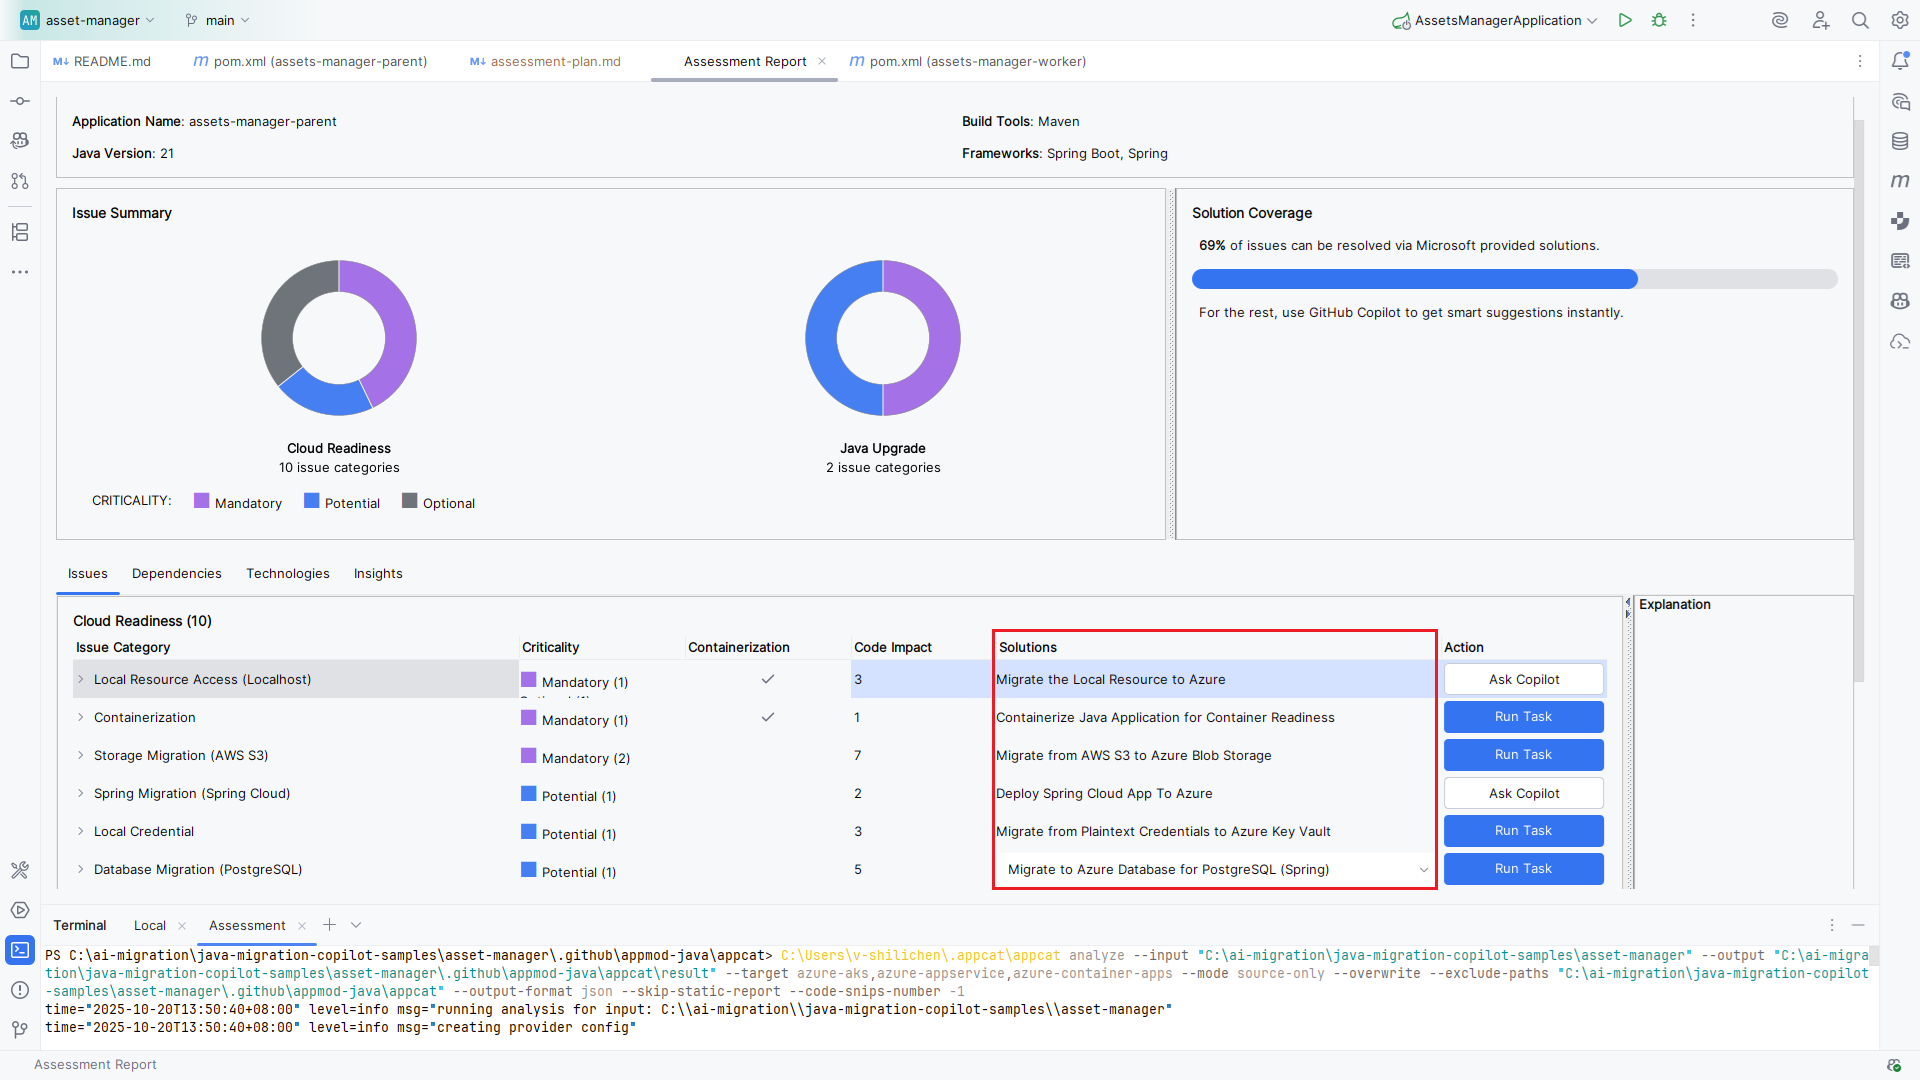 AM asset-manager main AssetsManagerApplication
M↓ README.md m pom.xml (assets-manager-parent) M↓ assessment-plan.md Assessment Report m pom.xml (assets-manager-worker)
Application Name: assets-manager-parent
Build Tools: Maven
Java Version: 21
Frameworks: Spring Boot, Spring
Issue Summary
Cloud Readiness
10 issue categories
Java Upgrade
2 issue categories
CRITICALITY: Mandatory Potential Optional
Solution Coverage
69% of issues can be resolved via Microsoft provided solutions.
For the rest, use GitHub Copilot to get smart suggestions instantly.
Issues Dependencies Technologies Insights
Cloud Readiness (10)
Issue Category Criticality Containerization Code Impact Solutions Action
Local Resource Access (Localhost) Mandatory (1) 3 Migrate the Local Resource to Azure Ask Copilot
Containerization Mandatory (1) 1 Containerize Java Application for Container Readiness Run Task
Storage Migration (AWS S3) Mandatory (2) 7 Migrate from AWS S3 to Azure Blob Storage Run Task
Spring Migration (Spring Cloud) Potential (1) 2 Deploy Spring Cloud App To Azure Ask Copilot
Local Credential Potential (1) 3 Migrate from Plaintext Credentials to Azure Key Vault Run Task
Database Migration (PostgreSQL) Potential (1) 5 Migrate to Azure Database for PostgreSQL (Spring) Run Task
Explanation
Terminal Local Assessment
PS C:\ai-migration\java-migration-copilot-samples\asset-manager\.github\appmod-java\appcat> C:\Users\v-shilichen\.appcat\appcat analyze --input "C:\ai-migration\java-migration-copilot-samples\asset-manager" --output "C:\ai-migra
tion\java-migration-copilot-samples\asset-manager\.github\appmod-java\appcat\result" --target azure-aks,azure-appservice,azure-container-apps --mode source-only --overwrite --exclude-paths "C:\ai-migration\java-migration-copilot
-samples\asset-manager\.github\appmod-java\appcat" --output-format json --skip-static-report --code-snips-number -1
time="2025-10-20T13:50:40+08:00" level=info msg="running analysis for input: C:\\ai-migration\\java-migration-copilot-samples\\asset-manager"
time="2025-10-20T13:50:40+08:00" level=info msg="creating provider config"
Assessment Report